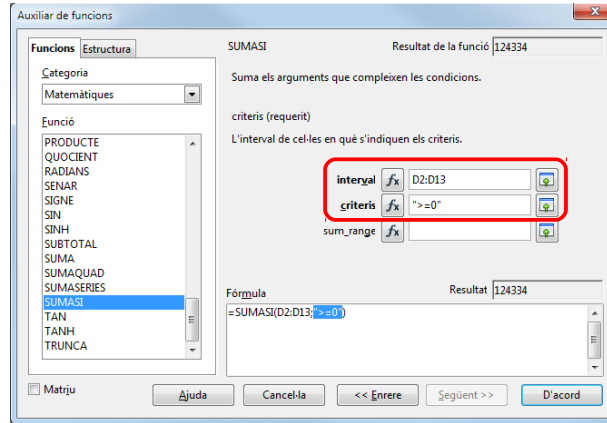 Auxiliar de funcions
Funcions Estructura
SUMASI Resultat de la funció 124334
Categoria
Matemàtiques
Suma els arguments que compleixen les condicions.
Funció
criteris (requerit)
L'interval de cel·les en què s'indiquen els criteris.
PRODUCTE
QUOCIENT
RADIANS
SENAR
SIGNE
SIN
SINH
SUBTOTAL
SUMA
SUMAQUAD
SUMASERIES
SUMASI
TAN
TANH
TRUNCA
interval fx D2:D13
criteris fx ">=0"
sum_range fx
Fórmula Resultat 124334
=SUMASI(D2:D13;">=0")
Matriu
Ajuda Cancel·la << Enrere Següent >> D'acord